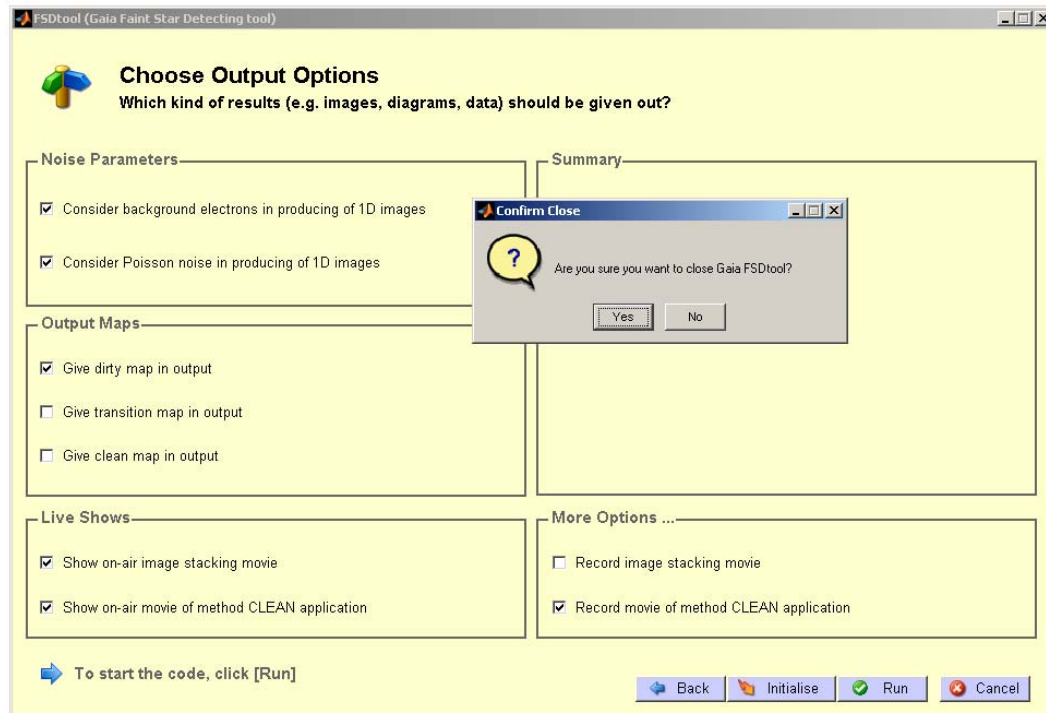 FSDtool (Gaia Faint Star Detecting tool)
Choose Output Options
Which kind of results (e.g. images, diagrams, data) should be given out?
Noise Parameters
Consider background electrons in producing of 1D images
Consider Poisson noise in producing of 1D images
Summary
Confirm Close
?
Are you sure you want to close Gaia FSDtool?
Yes
No
Output Maps
Give dirty map in output
Give transition map in output
Give clean map in output
Live Shows
Show on-air image stacking movie
Show on-air movie of method CLEAN application
More Options ...
Record image stacking movie
Record movie of method CLEAN application
To start the code, click [Run]
Back
Initialise
Run
Cancel